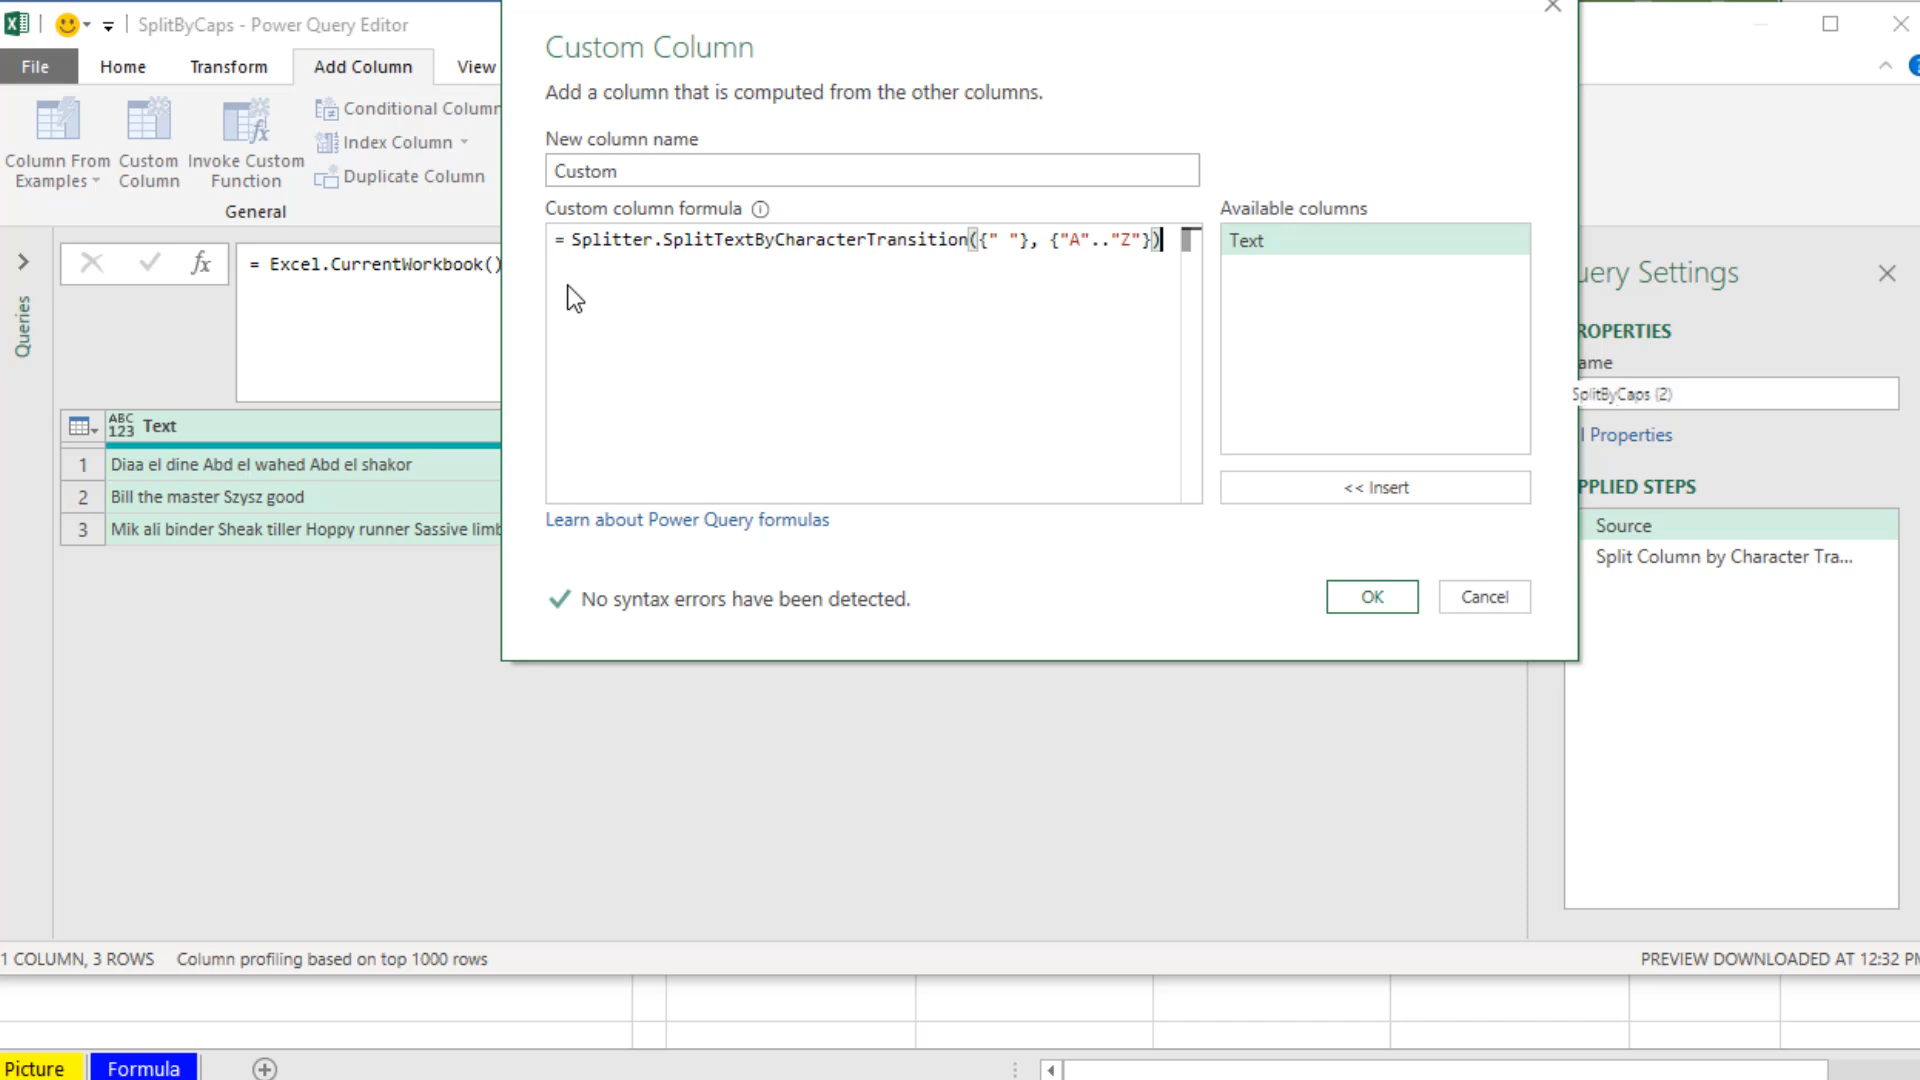 SplitByCaps - Power Query Editor
File
Home
Transform
Add Column
View
Column From
Examples
Custom
Column
Invoke Custom
Function
Conditional Column
Index Column
Duplicate Column
General
Queries
fx
= Excel.CurrentWorkbook()
ABC
123
Text
1
Diaa el dine Abd el wahed Abd el shakor
2
Bill the master Szysz good
3
Mik ali binder Sheak tiller Hoppy runner Sassive limb
Custom Column
Add a column that is computed from the other columns.
New column name
Custom
Custom column formula
= Splitter.SplitTextByCharacterTransition({" "}, {"A".."Z"})
Available columns
Text
<< Insert
Learn about Power Query formulas
No syntax errors have been detected.
OK
Cancel
uery Settings
ROPERTIES
ame
SplitByCaps (2)
l Properties
PPLIED STEPS
Source
Split Column by Character Tra...
1 COLUMN, 3 ROWS
Column profiling based on top 1000 rows
PREVIEW DOWNLOADED AT 12:32 PM
Picture
Formula